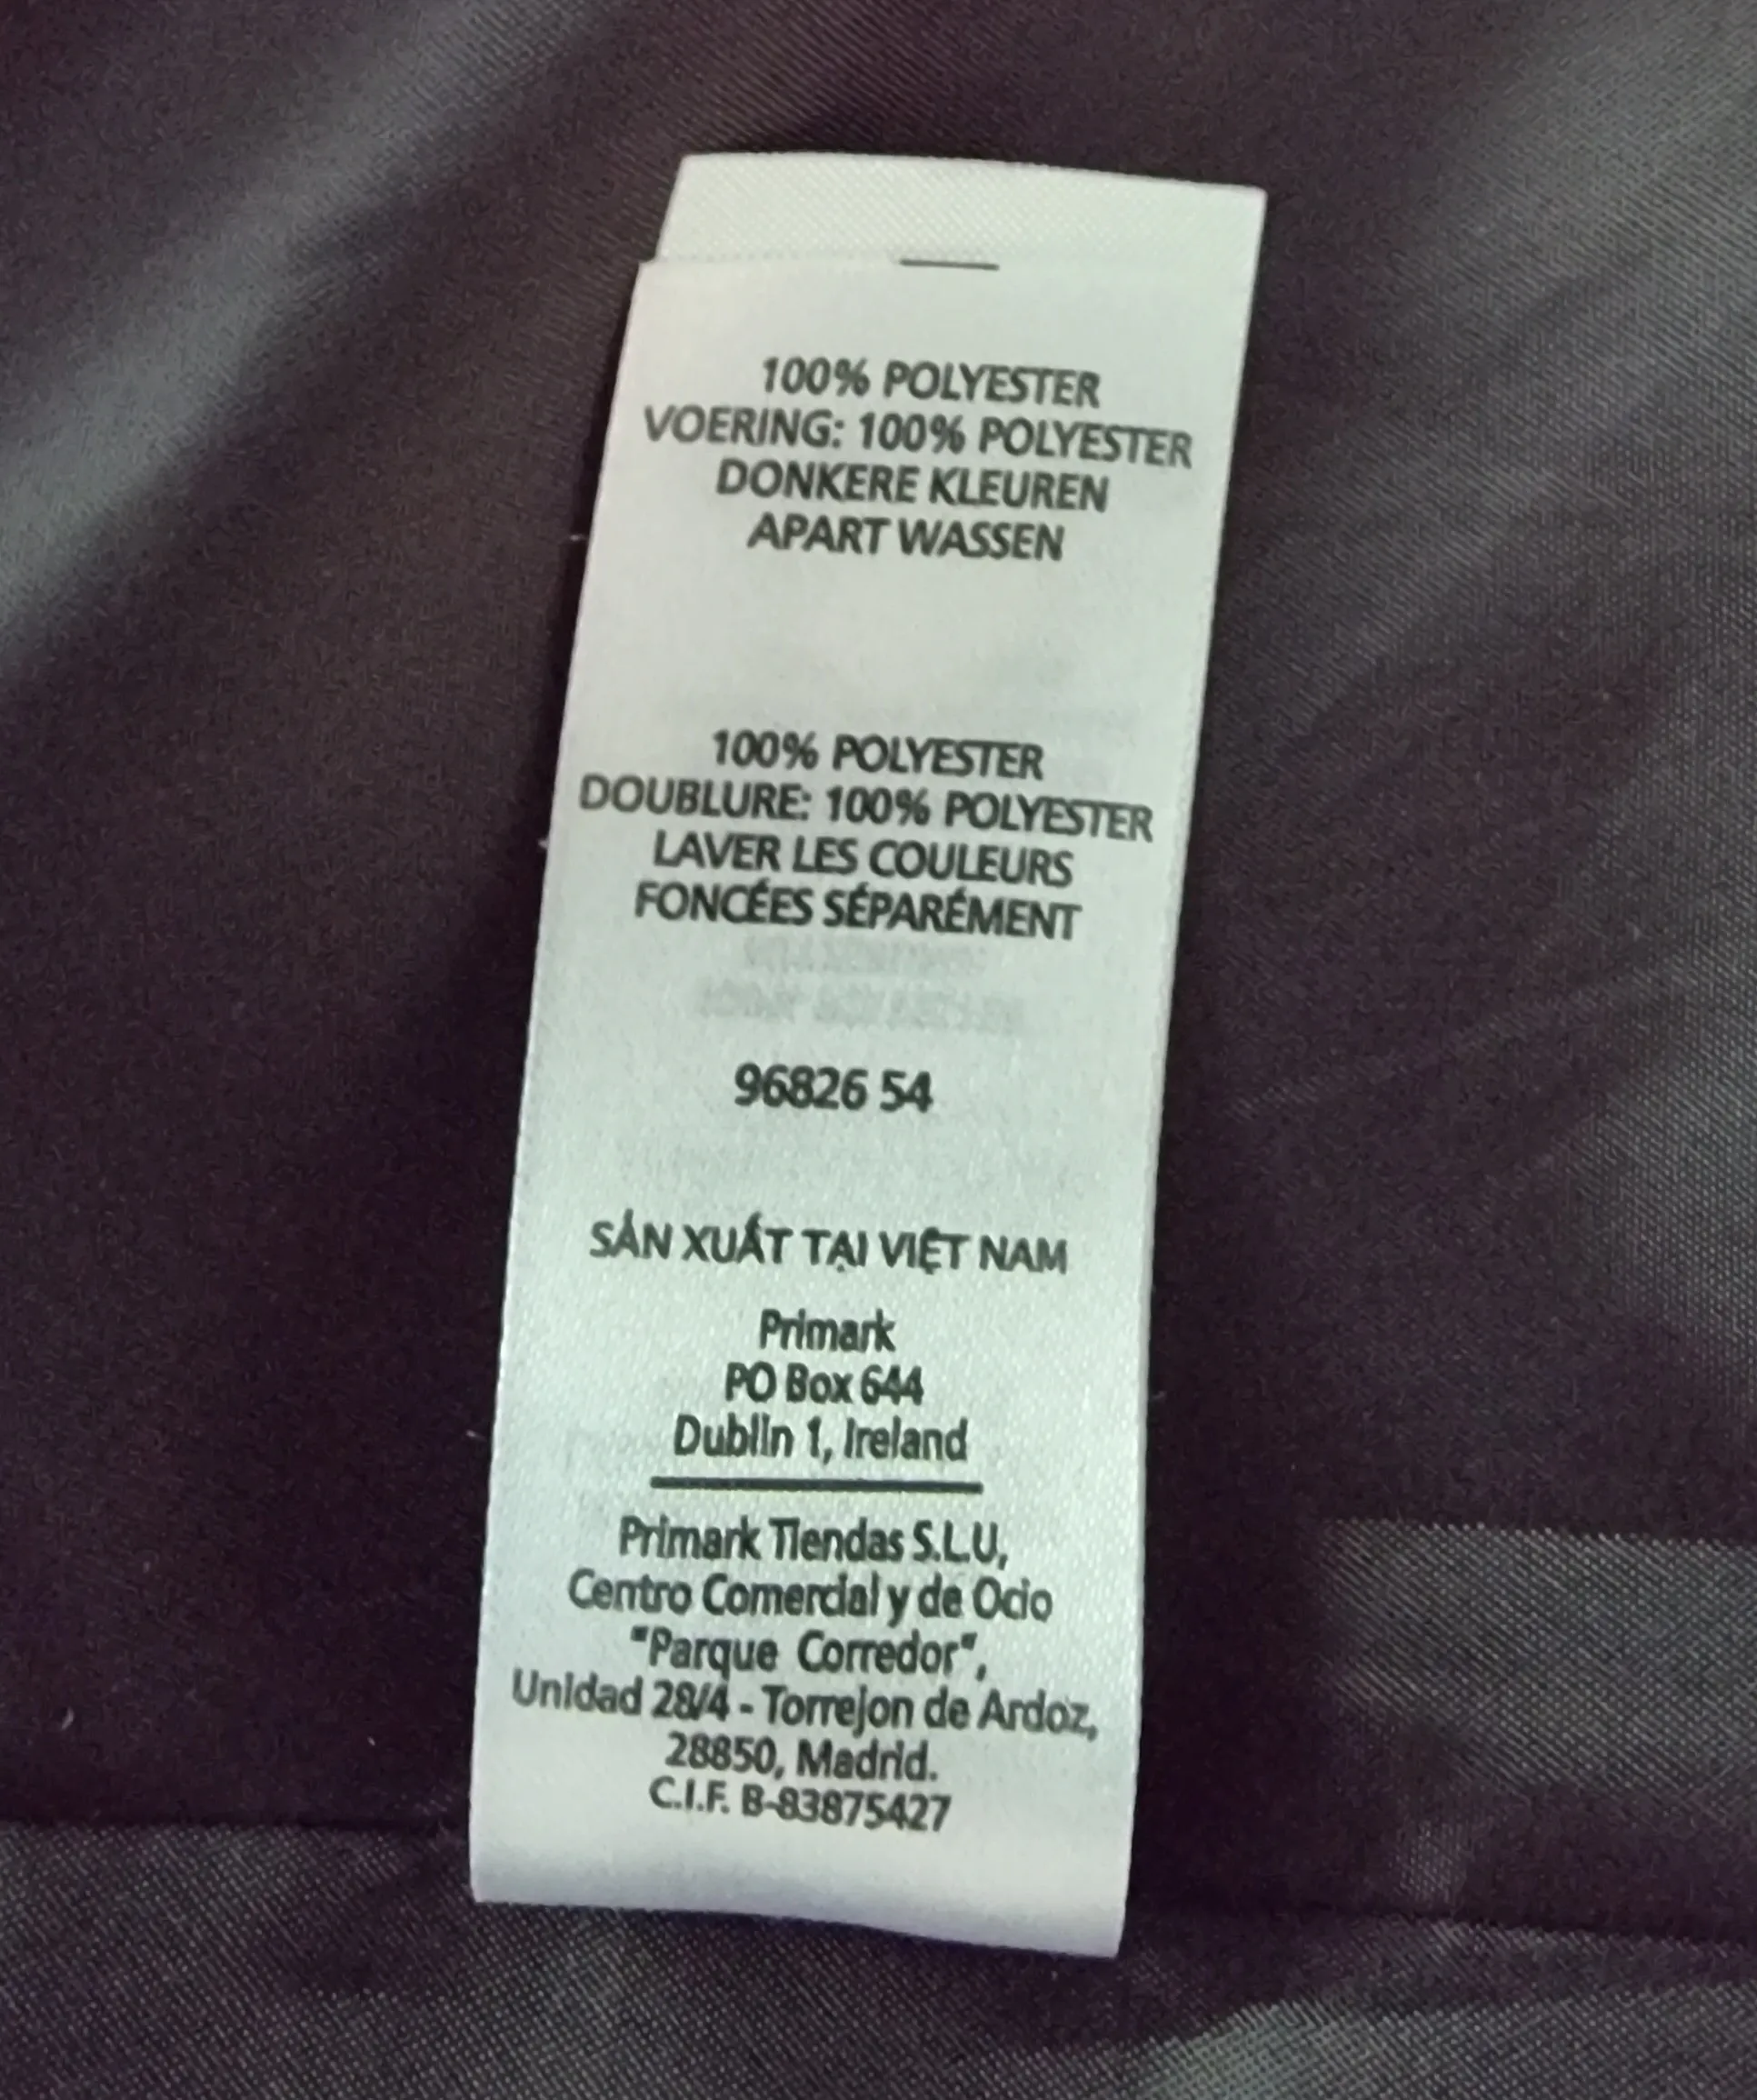 100% POLYESTER
VOERING: 100% POLYESTER
DONKERE KLEUREN
APART WASSEN
100% POLYESTER
DOUBLURE: 100% POLYESTER
LAVER LES COULEURS
FONCÉES SÉPARÉMENT
96826 54
SẢN XUẤT TẠI VIỆT NAM
Primark
PO Box 644
Dublin 1, Ireland
Primark Tiendas S.L.U,
Centro Comercial y de Ocio
"Parque Corredor",
Unidad 28/4 - Torrejon de Ardoz,
28850, Madrid.
C.I.F. B-83875427